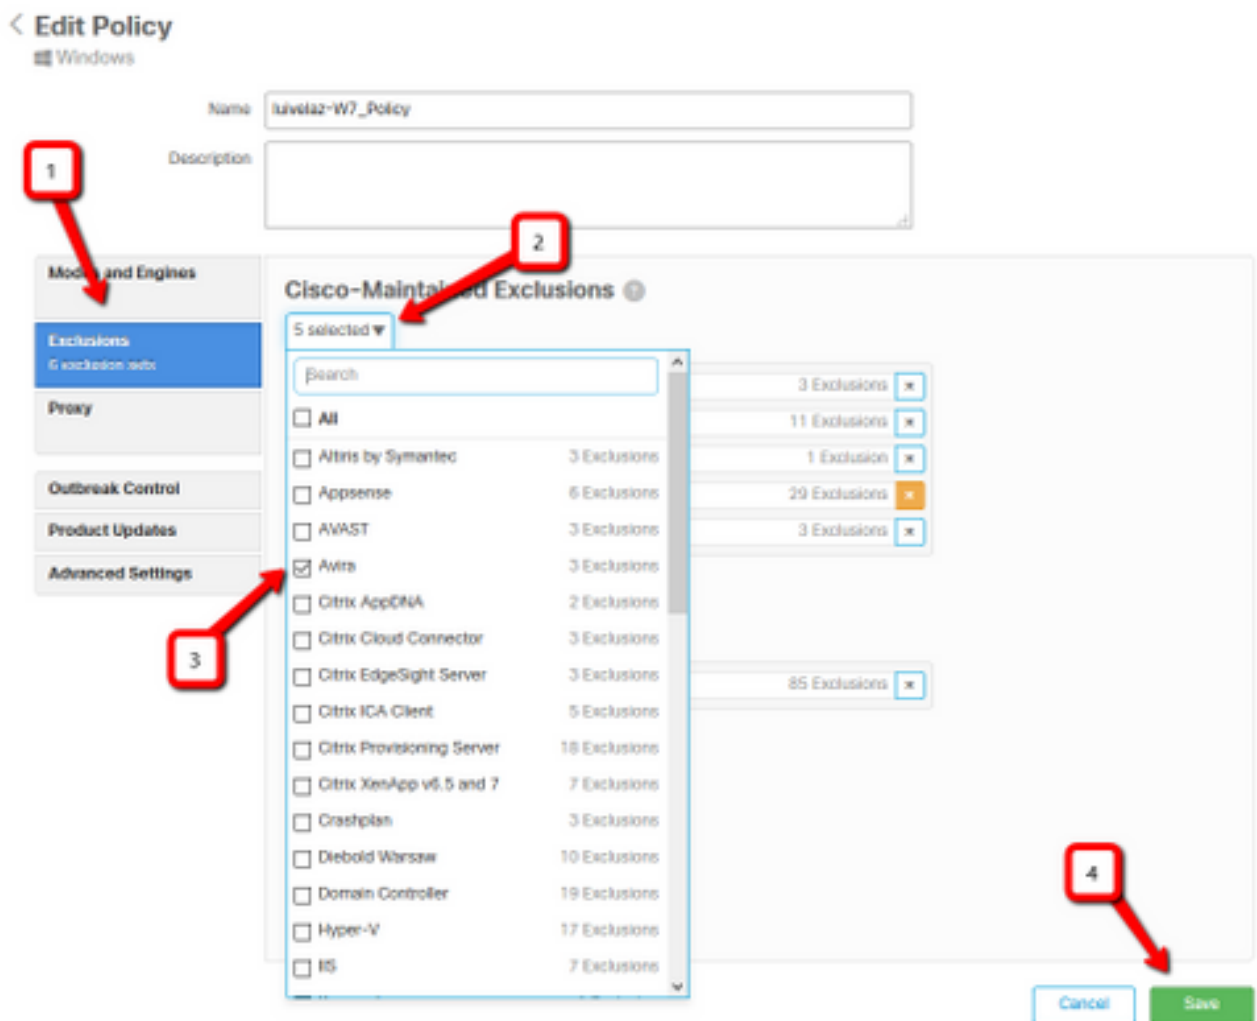 Edit Policy
Windows
Name luivelaz-W7_Policy
Description
1
2
Modes and Engines
Cisco-Maintained Exclusions ?
5 selected ▼
Exclusions
6 exclusion sets
Search
3 Exclusions ×
Proxy
All
11 Exclusions ×
Altiris by Symantec 3 Exclusions
1 Exclusion ×
Outbreak Control
Appsense 6 Exclusions
29 Exclusions ×
Product Updates
AVAST 3 Exclusions
3 Exclusions ×
Advanced Settings
Avira 3 Exclusions
Citrix AppDNA 2 Exclusions
3
Citrix Cloud Connector 3 Exclusions
Citrix EdgeSight Server 3 Exclusions
85 Exclusions ×
Citrix ICA Client 5 Exclusions
Citrix Provisioning Server 18 Exclusions
Citrix XenApp v6.5 and 7 7 Exclusions
Crashplan 3 Exclusions
Diebold Warsaw 10 Exclusions
4
Domain Controller 19 Exclusions
Hyper-V 17 Exclusions
IIS 7 Exclusions
Cancel
Save